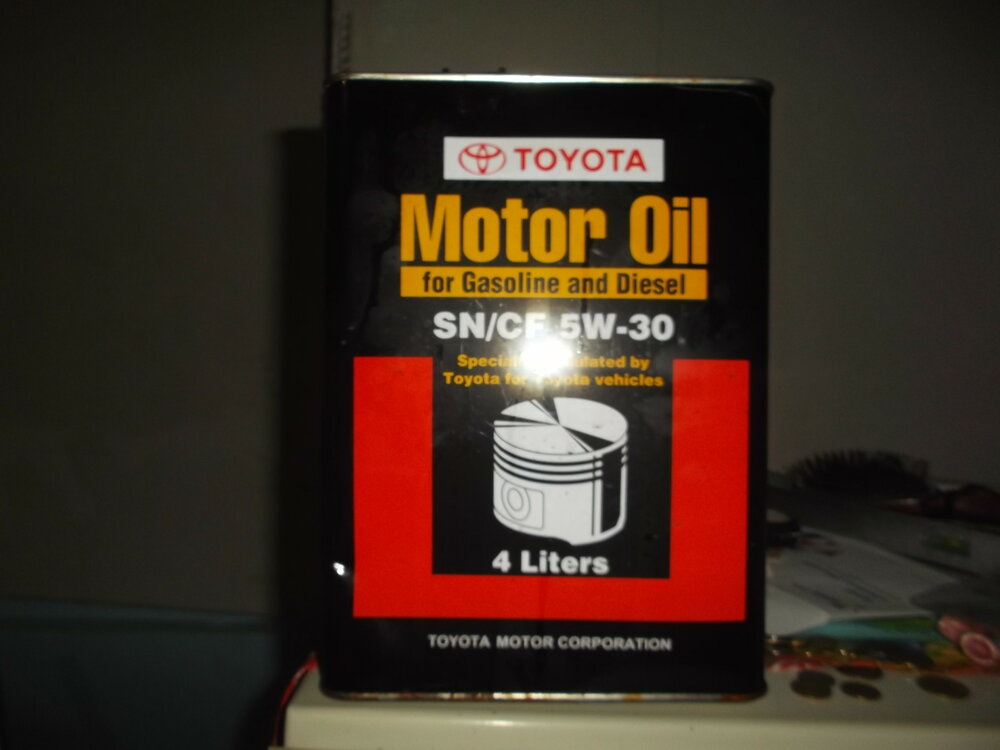 TOYOTA
Motor Oil
for Gasoline and Diesel
SN/CF 5W-30
by
Toyota vehicles
4 Liters
TOYOTA MOTOR CORPORATION